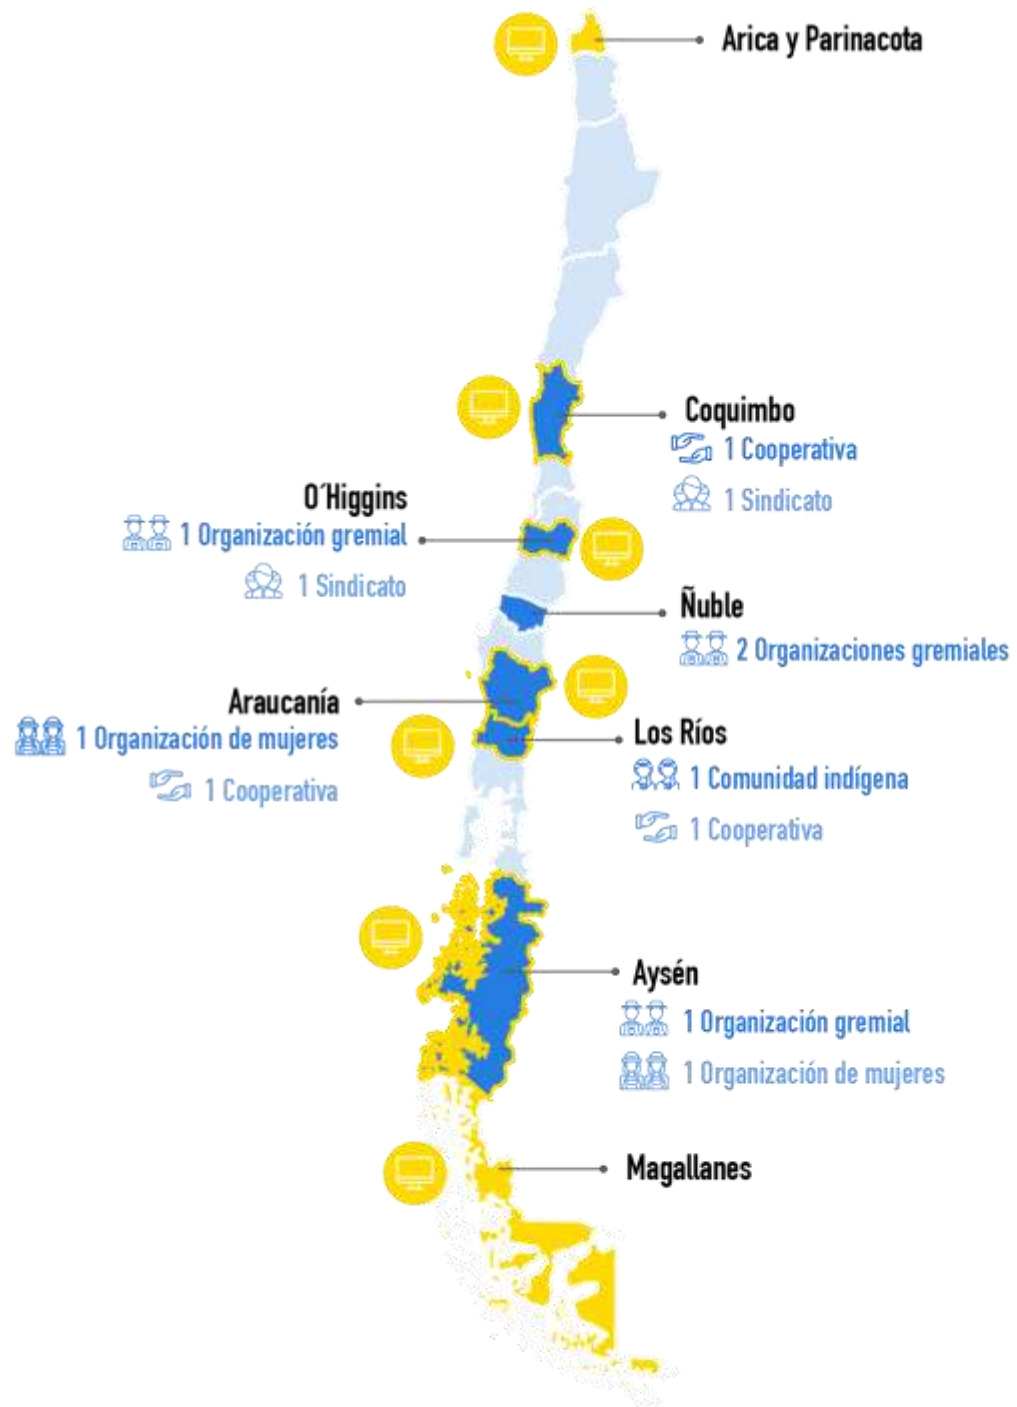 Arica y Parinacota
Coquimbo
1 Cooperativa
1 Sindicato
O´Higgins
1 Organización gremial
1 Sindicato
Ñuble
2 Organizaciones gremiales
Araucanía
1 Organización de mujeres
1 Cooperativa
Los Ríos
1 Comunidad indígena
1 Cooperativa
Aysén
1 Organización gremial
1 Organización de mujeres
Magallanes